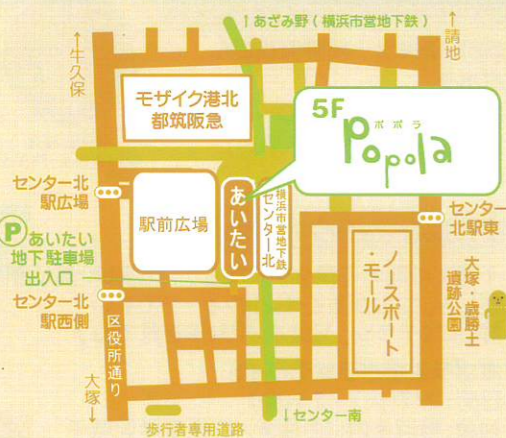 ↑あざみ野(横浜市営地下鉄)
↑請地
↑牛久保
モザイク港北
都筑阪急
5F
ポポラ
Popola
センター北
駅広場
駅前広場
あいたい
横浜市営地下鉄
センター北
センター
北駅東
P
あいたい
地下駐車場
出入口
センター北
駅西側
区役所通り
ノースポート
・モール
大塚・歳勝土
遺跡公園
大塚↓
↓センター南
歩行者専用道路